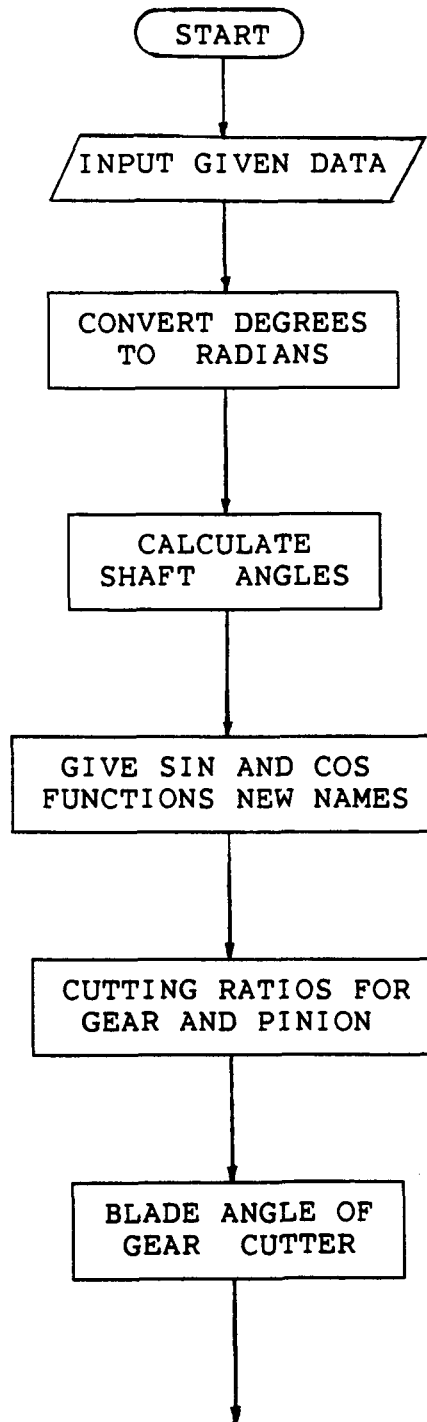 START
INPUT GIVEN DATA
CONVERT DEGREES
TO RADIANS
CALCULATE
SHAFT ANGLES
GIVE SIN AND COS
FUNCTIONS NEW NAMES
CUTTING RATIOS FOR
GEAR AND PINION
BLADE ANGLE OF
GEAR CUTTER